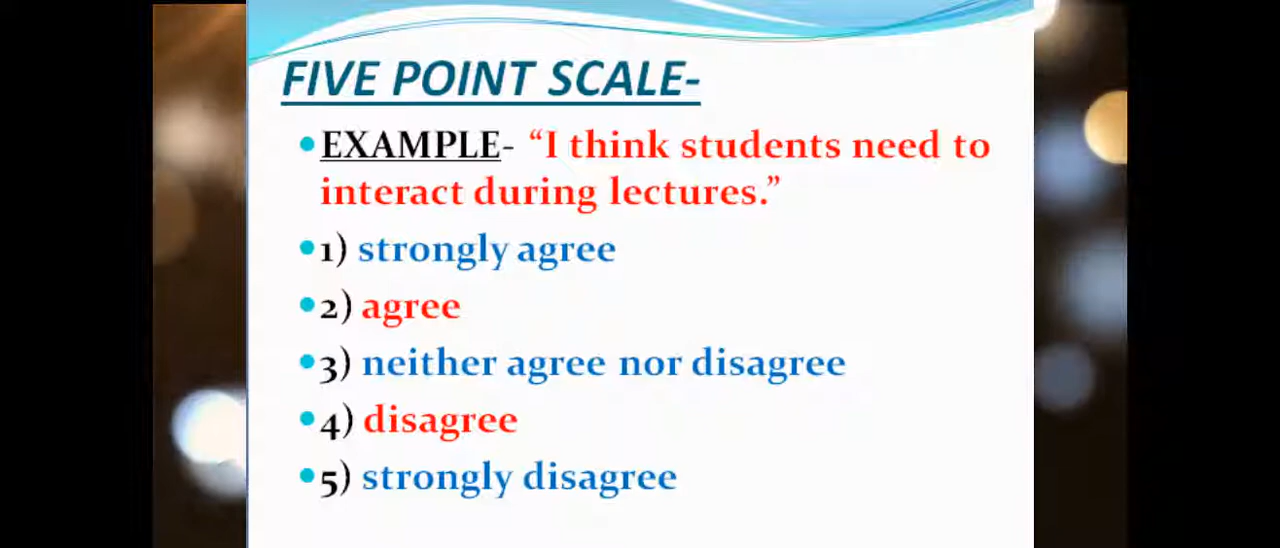 FIVE POINT SCALE-
• EXAMPLE- “I think students need to
interact during lectures.”
• 1) strongly agree
• 2) agree
• 3) neither agree nor disagree
• 4) disagree
• 5) strongly disagree